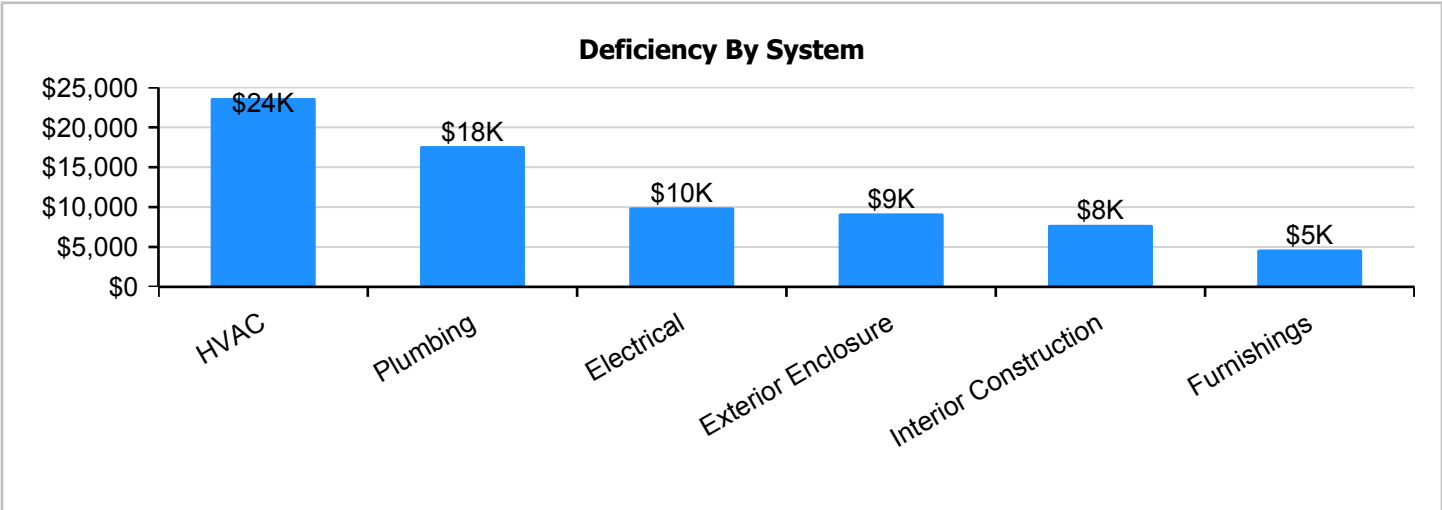 Deficiency By System
$25,000
$20,000
$15,000
$10,000
$5,000
$0
$24K
$18K
$10K
$9K
$8K
$5K
HVAC
Plumbing
Electrical
Exterior Enclosure
Interior Construction
Furnishings